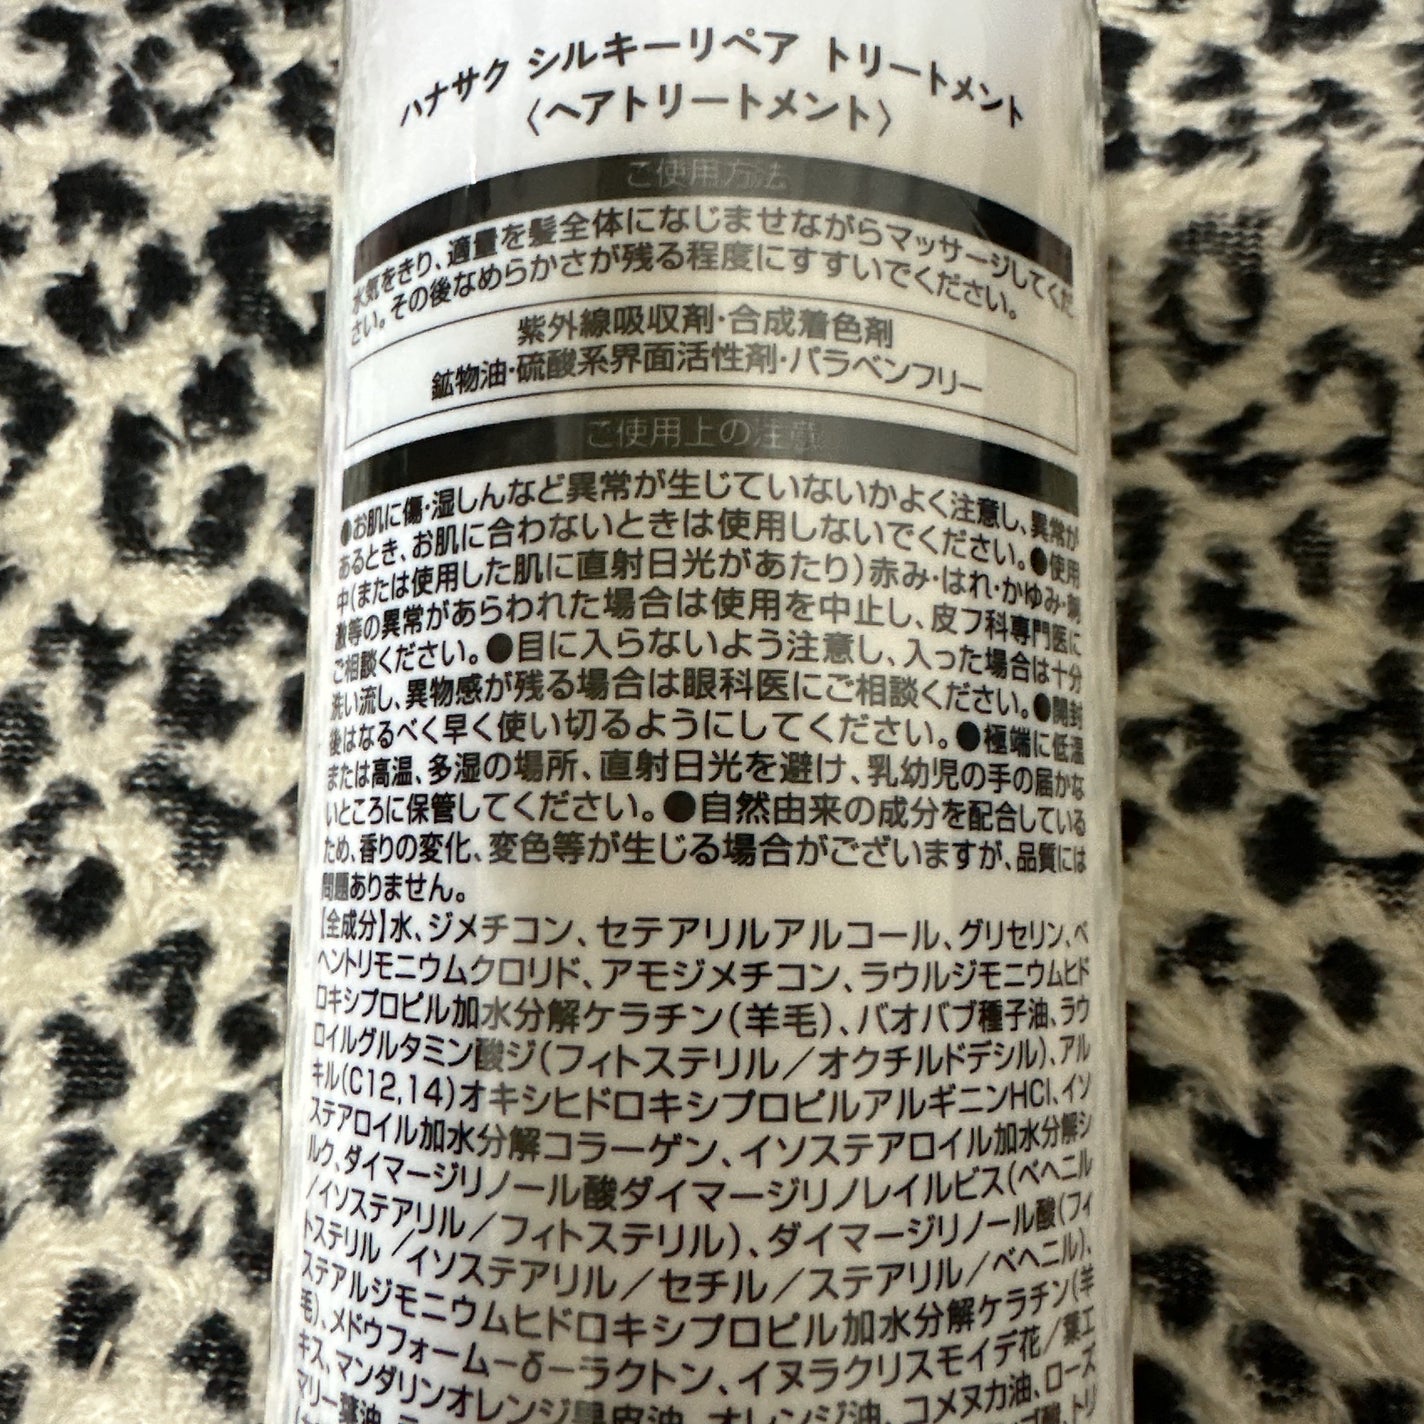 ハナサク シルキーリペア トリートメント
〈ヘアトリートメント〉
ご使用方法
水気をきり、適量を髪全体になじませながらマッサージしてくだ
さい。その後なめらかさが残る程度にすすいでください。
紫外線吸収剤・合成着色剤
鉱物油・硫酸系界面活性剤・パラベンフリー
ご使用上の注意
●お肌に傷・湿しんなど異常が生じていないかよく注意し、異常が
あるとき、お肌に合わないときは使用しないでください。●使用
中(または使用した肌に直射日光があたり)赤み・はれ・かゆみ・刺
激等の異常があらわれた場合は使用を中止し、皮フ科専門医に
ご相談ください。●目に入らないよう注意し、入った場合は十分
洗い流し、異物感が残る場合は眼科医にご相談ください。●開封
後はなるべく早く使い切るようにしてください。●極端に低温
または高温、多湿の場所、直射日光を避け、乳幼児の手の届かな
いところに保管してください。●自然由来の成分を配合している
ため、香りの変化、変色等が生じる場合がございますが、品質には
問題ありません。
【全成分】水、ジメチコン、セテアリルアルコール、グリセリン、ベ
ヘントリモニウムクロリド、アモジメチコン、ラウルジモニウムヒド
ロキシプロピル加水分解ケラチン(羊毛)、バオバブ種子油、ラウ
ロイルグルタミン酸ジ(フィトステリル/オクチルドデシル)、アル
キル(C12,14)オキシヒドロキシプロピルアルギニンHCl、イソ
ステアロイル加水分解コラーゲン、イソステアロイル加水分解シ
ルク、ダイマージリノール酸ダイマージリノレイルビス(ベヘニル
/イソステアリル/フィトステリル)、ダイマージリノール酸(フィ
トステリル/イソステアリル/セチル/ステアリル/ベヘニル)、
ステアルジモニウムヒドロキシプロピル加水分解ケラチン(羊
毛)、メドウフォーム-δ-ラクトン、イヌラクリスモイデ花/葉エ
キス、マンダリンオレンジ果皮油、オレンジ油、コメヌカ油、ローズ
マリー葉油、